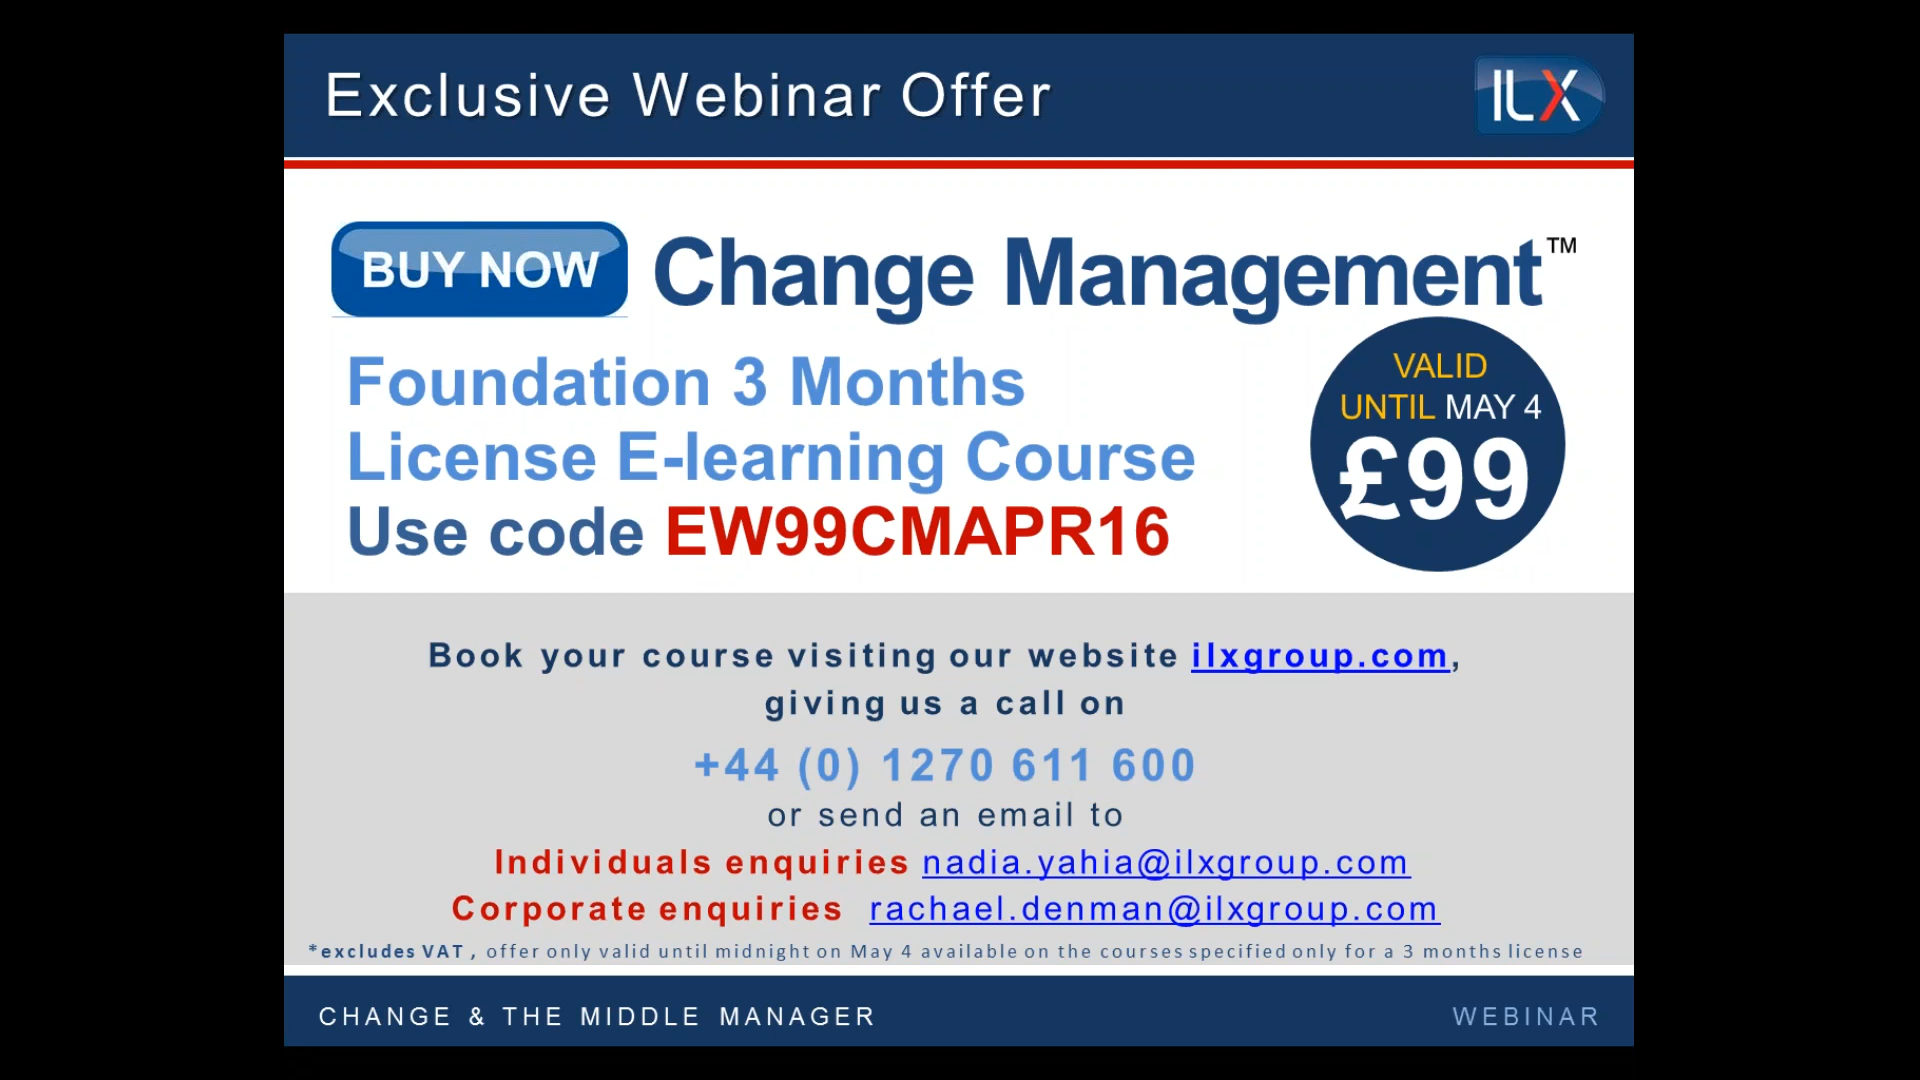 Exclusive Webinar Offer
ILX
BUY NOW
Change Management™
Foundation 3 Months
License E-learning Course
Use code EW99CMAPR16
VALID
UNTIL MAY 4
£99
Book your course visiting our website ilxgroup.com,
giving us a call on
+44 (0) 1270 611 600
or send an email to
Individuals enquiries nadia.yahia@ilxgroup.com
Corporate enquiries rachael.denman@ilxgroup.com
*excludes VAT , offer only valid until midnight on May 4 available on the courses specified only for a 3 months license
CHANGE & THE MIDDLE MANAGER
WEBINAR